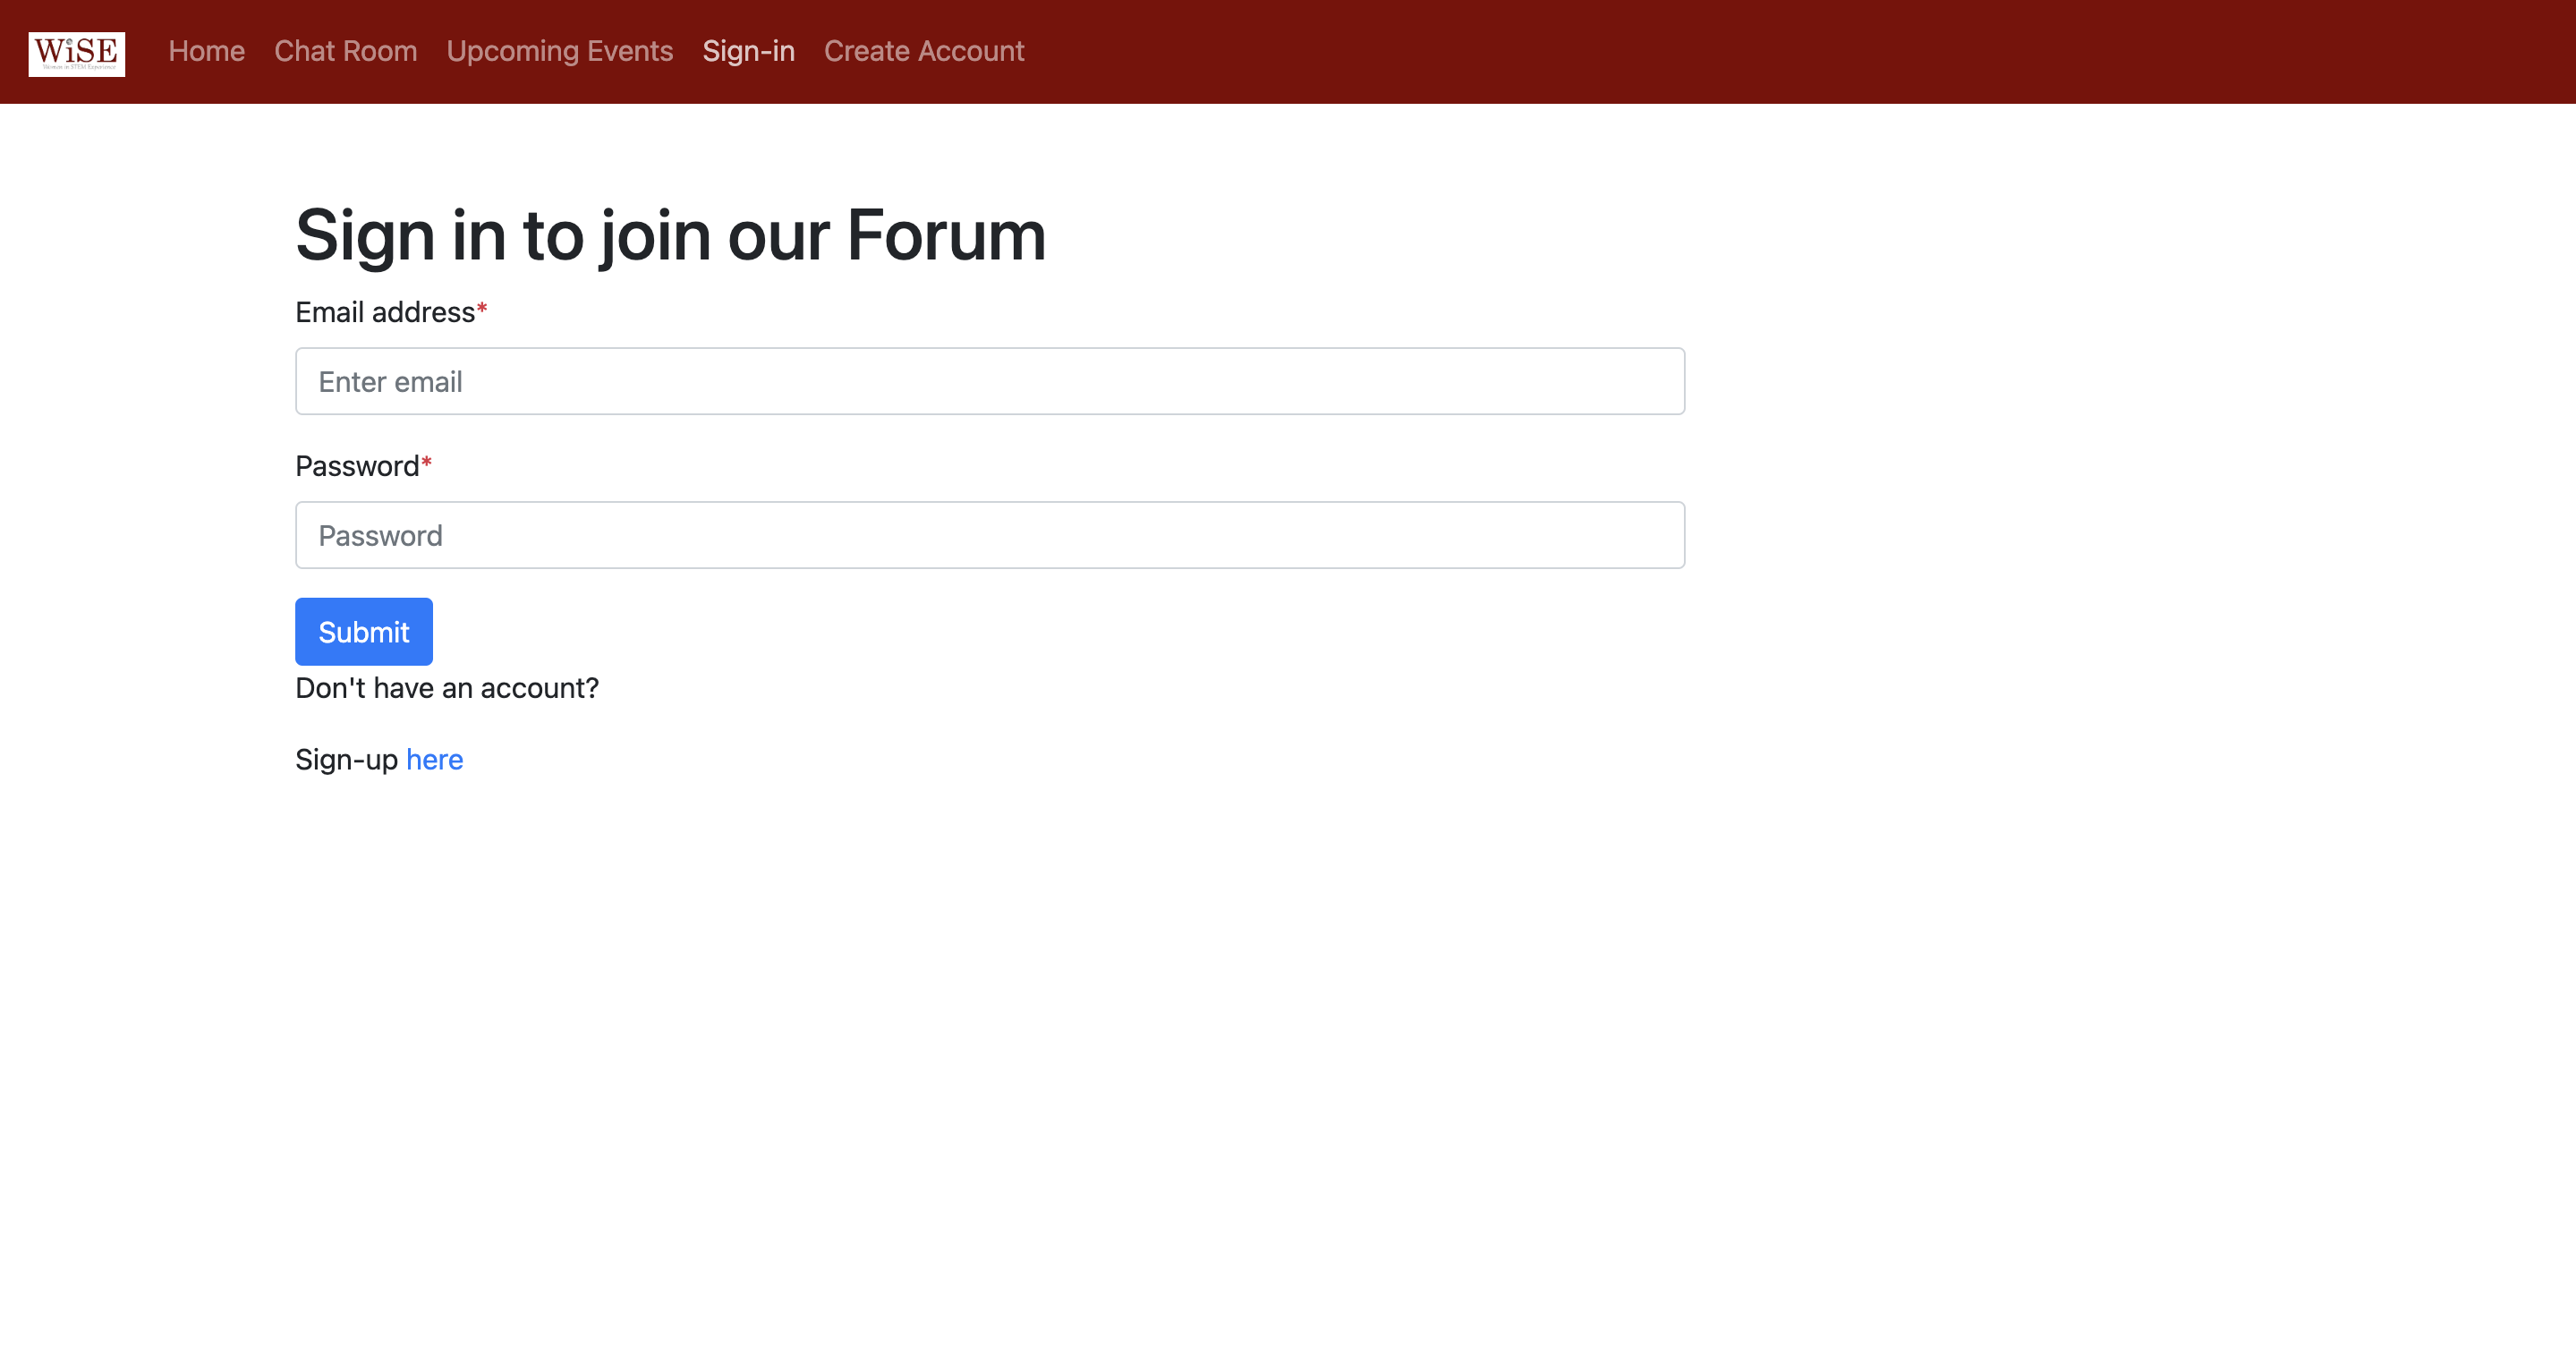 WiSE
Women in STEM Experience
Home Chat Room Upcoming Events Sign-in Create Account
Sign in to join our Forum
Email address*
Enter email
Password*
Password
Submit
Don't have an account?
Sign-up here